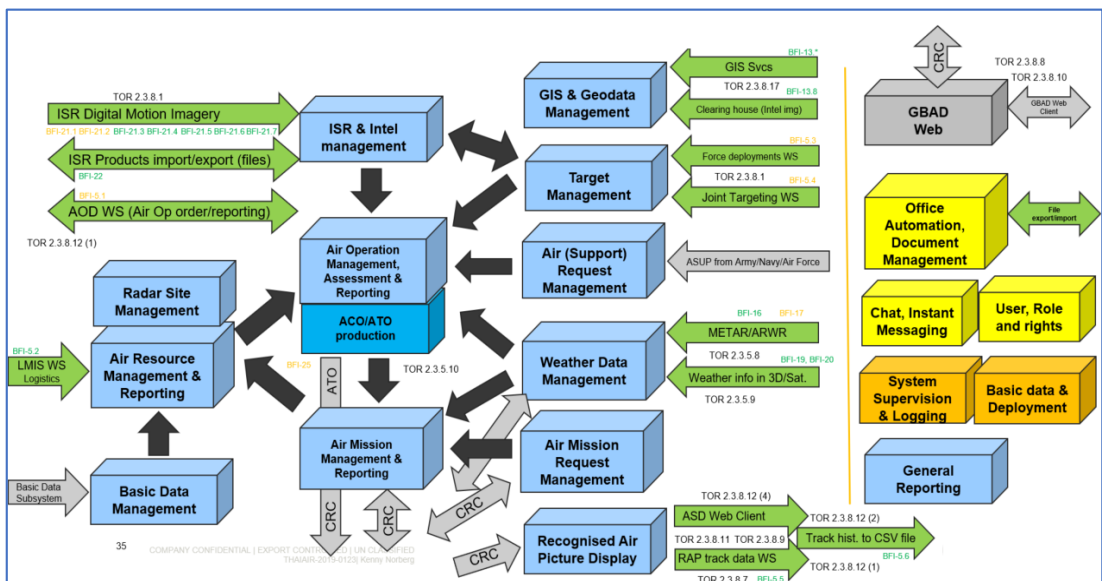 BFI-13.*
GIS Svcs
TOR 2.3.8.17
BFI-13.8
Clearing house (Intel img)
GIS & Geodata
Management
CRC
TOR 2.3.8.8
TOR 2.3.8.10
GBAD
Web
GBAD Web
Client
TOR 2.3.8.1
ISR Digital Motion Imagery
BFI-21.1 BFI-21.2 BFI-21.3 BFI-21.4 BFI-21.5 BFI-21.6 BFI-21.7
ISR Products import/export (files)
BFI-22
BFI-5.1
AOD WS (Air Op order/reporting)
TOR 2.3.8.12 (1)
ISR & Intel
management
Target
Management
BFI-5.3
Force deployments WS
TOR 2.3.8.1
BFI-5.4
Joint Targeting WS
Office
Automation,
Document
Management
File
export/import
Air Operation
Management,
Assessment &
Reporting
ACO/ATO
production
Air (Support)
Request
Management
ASUP from Army/Navy/Air Force
Radar Site
Management
Air Resource
Management &
Reporting
BFI-5.2
LMIS WS
Logistics
BFI-25
ATO
TOR 2.3.5.10
Weather Data
Management
BFI-16
BFI-17
METAR/ARWR
TOR 2.3.5.8
BFI-19, BFI-20
Weather info in 3D/Sat.
TOR 2.3.5.9
Chat, Instant
Messaging
User, Role
and rights
System
Supervision
& Logging
Basic data &
Deployment
Air Mission
Management &
Reporting
Air Mission
Request
Management
General
Reporting
Basic Data
Subsystem
Basic Data
Management
CRC
CRC
CRC
CRC
CRC
Recognised Air
Picture Display
TOR 2.3.8.12 (4)
ASD Web Client
TOR 2.3.8.12 (2)
TOR 2.3.8.11 TOR 2.3.8.9
Track hist. to CSV file
BFI-5.6
RAP track data WS
TOR 2.3.8.12 (1)
TOR 2.3.8.7
BFI-5.5
35
COMPANY CONFIDENTIAL | EXPORT CONTROLLED | UN CLASSIFIED
THAIAIR-2019-0123| Kenny Norberg